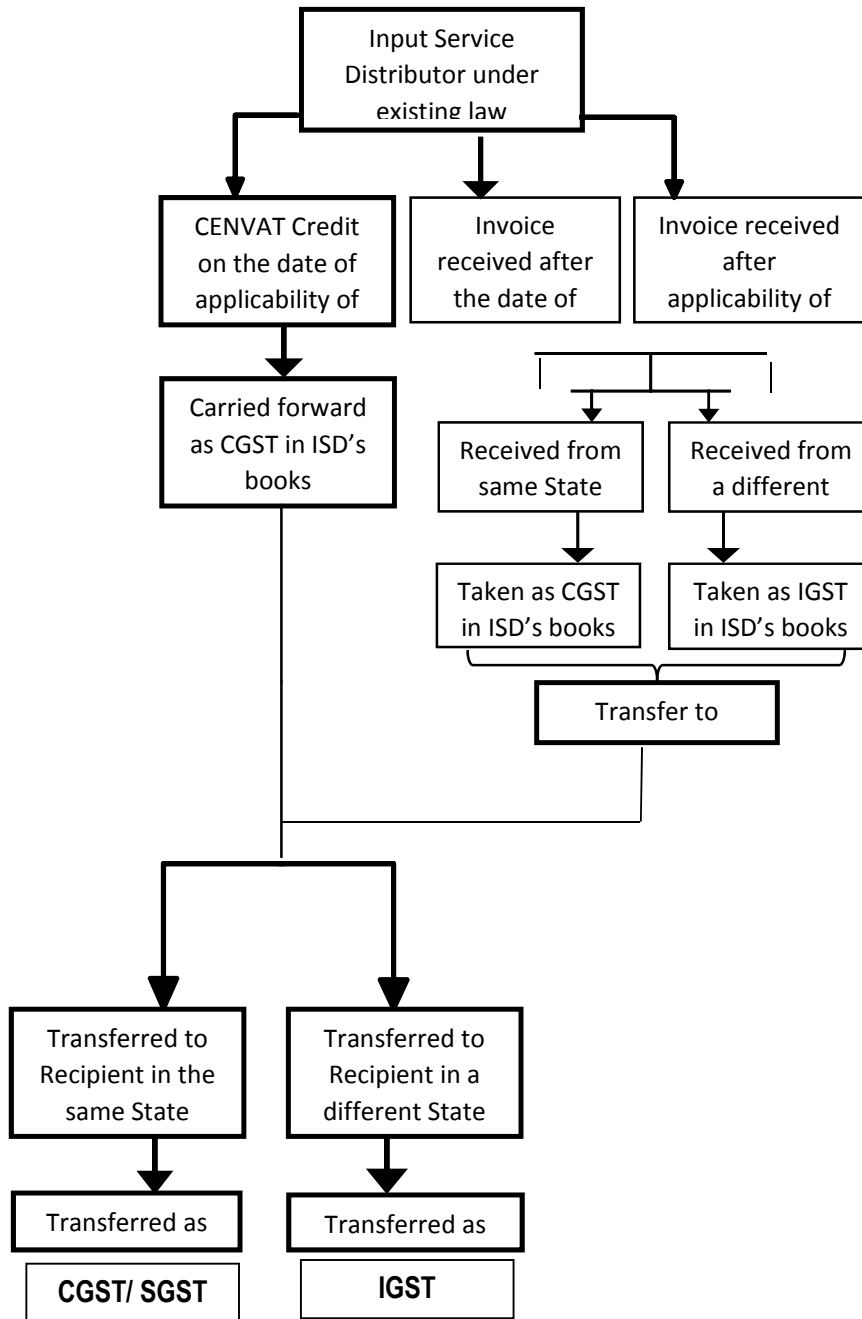 Input Service
Distributor under
existing law
CENVAT Credit
on the date of
applicability of
Invoice
received after
the date of
Invoice received
after
applicability of
Carried forward
as CGST in ISD's
books
Received from
same State
Received from
a different
Taken as CGST
in ISD's books
Taken as IGST
in ISD's books
Transfer to
Transferred to
Recipient in the
same State
Transferred to
Recipient in a
different State
Transferred as
Transferred as
CGST/ SGST
IGST